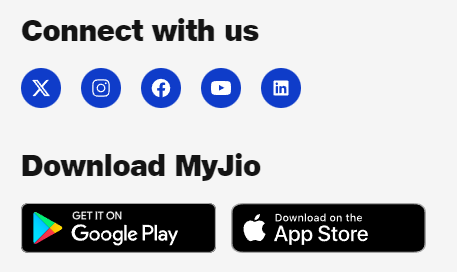 Connect with us
Download MyJio
GET IT ON
Google Play
Download on the
App Store